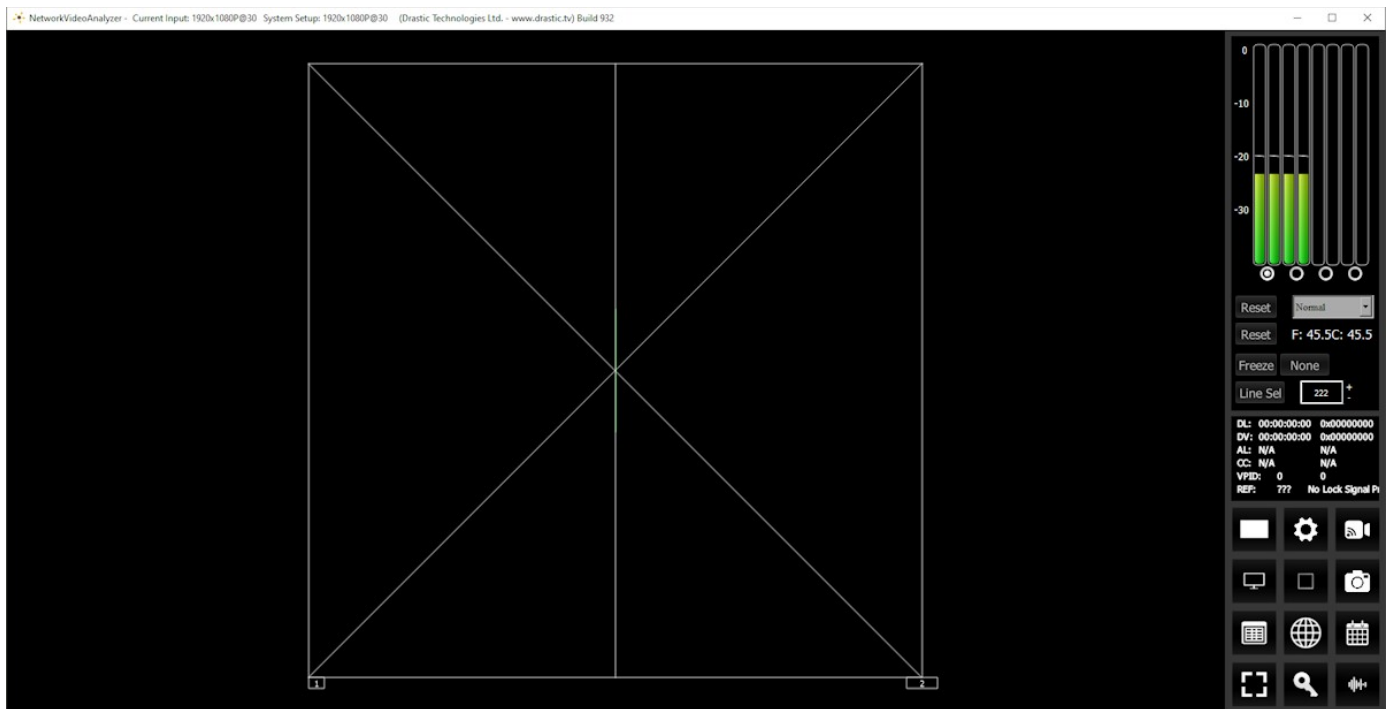 NetworkVideoAnalyzer - Current Input: 1920x1080P@30 System Setup: 1920x1080P@30 (Drastic Technologies Ltd. - www.drastic.tv) Build 932
0
-10
-20
-30
Reset Normal
Reset F: 45.5C: 45.5
Freeze None
Line Sel 222 +
-
DL: 00:00:00:00 0x00000000
DV: 00:00:00:00 0x00000000
AL: N/A N/A
CC: N/A N/A
VPID: 0 0
REF: ??? No Lock Signal Pr
1 2